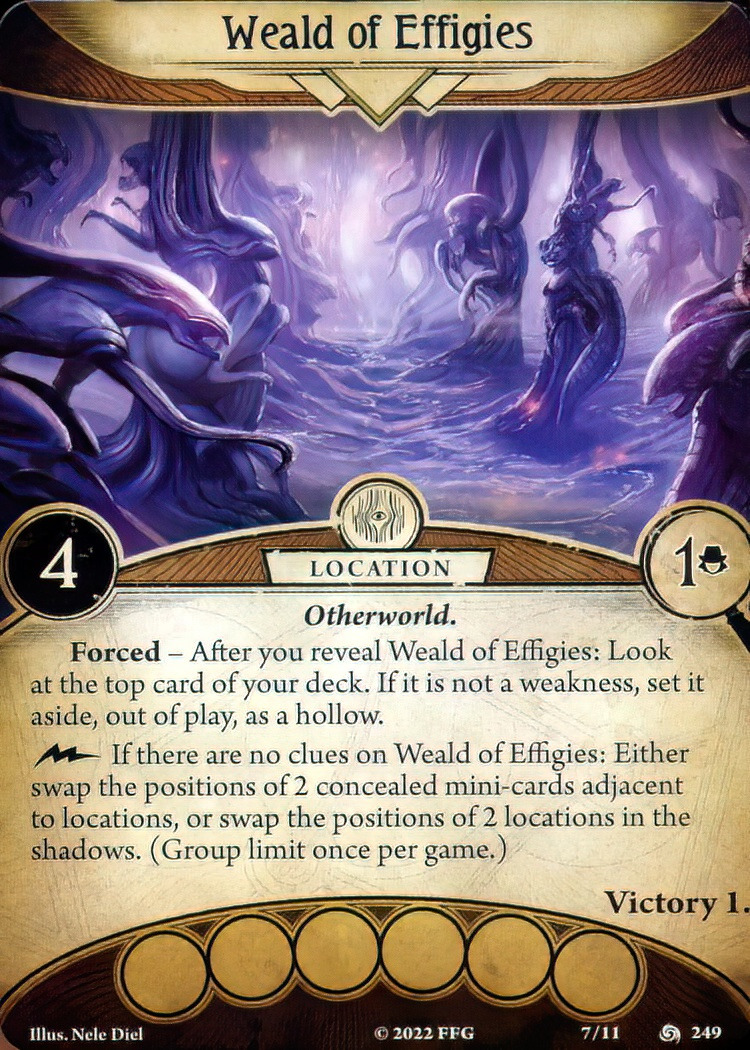 Weald of Effigies
4
LOCATION
1
Otherworld.
Forced – After you reveal Weald of Effigies: Look
at the top card of your deck. If it is not a weakness, set it
aside, out of play, as a hollow.
If there are no clues on Weald of Effigies: Either
swap the positions of 2 concealed mini-cards adjacent
to locations, or swap the positions of 2 locations in the
shadows. (Group limit once per game.)
Victory 1.
Illus. Nele Diel © 2022 FFG 7/11 249